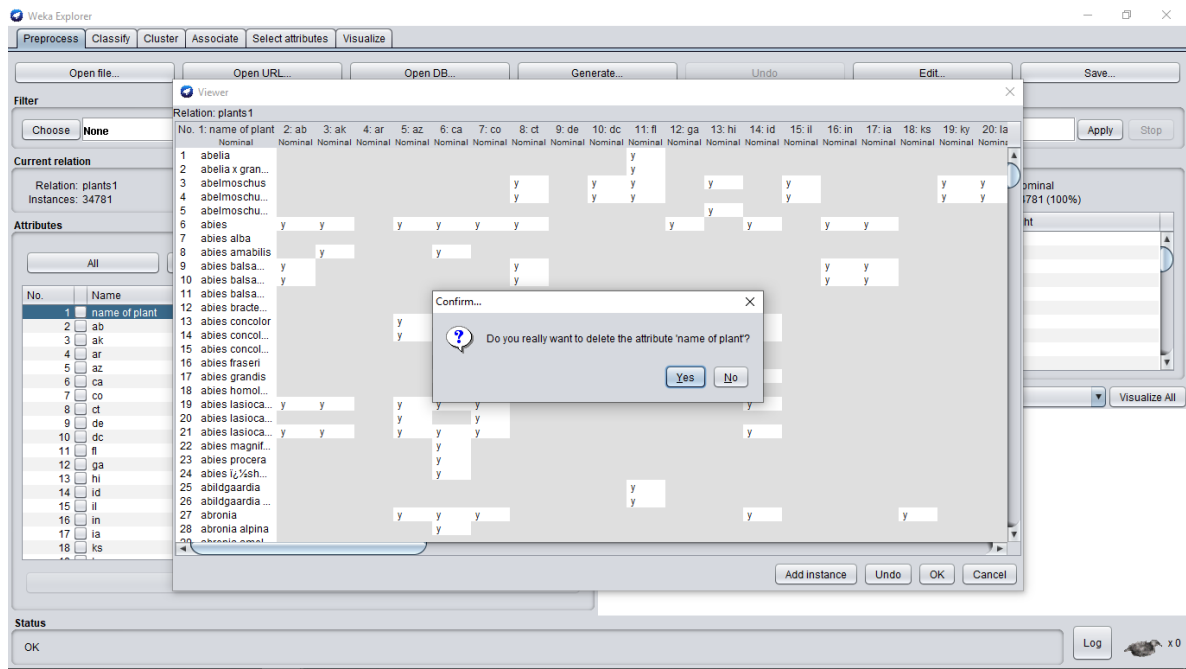 Weka Explorer
Preprocess Classify Cluster Associate Select attributes Visualize
Open file... Open URL... Open DB... Generate... Undo Edit... Save...
Filter
Choose None Apply Stop
Current relation
Relation: plants1
Instances: 34781
Attributes
All
No. Name
1 name of plant
2 ab
3 ak
4 ar
5 az
6 ca
7 co
8 ct
9 de
10 dc
11 fl
12 ga
13 hi
14 id
15 il
16 in
17 ia
18 ks
Viewer
Relation: plants1
No. 1: name of plant 2: ab 3: ak 4: ar 5: az 6: ca 7: co 8: ct 9: de 10: dc 11: fl 12: ga 13: hi 14: id 15: il 16: in 17: ia 18: ks 19: ky 20: la
Nominal Nominal Nominal Nominal Nominal Nominal Nominal Nominal Nominal Nominal Nominal Nominal Nominal Nominal Nominal Nominal Nominal Nominal Nominal Nomina
1 abelia y
2 abelia x gran... y
3 abelmoschus y y y y y y y
4 abelmoschu... y y y y y y
5 abelmoschu... y
6 abies y y y y y y y y y y
7 abies alba
8 abies amabilis y y
9 abies balsa... y y y y
10 abies balsa... y y y y
11 abies balsa...
12 abies bracte...
13 abies concolor y
14 abies concol... y
15 abies concol...
16 abies fraseri
17 abies grandis
18 abies homol...
19 abies lasioca... y y y y y y
20 abies lasioca... y y
21 abies lasioca... y y y y y y
22 abies magnif... y
23 abies procera y
24 abies ï¿½sh... y
25 abildgaardia y
26 abildgaardia ... y
27 abronia y y y y y
28 abronia alpina y
Confirm...
Do you really want to delete the attribute 'name of plant'?
Yes No
Add instance Undo OK Cancel
ominal
4781 (100%)
ht
Visualize All
Status
OK
Log x 0